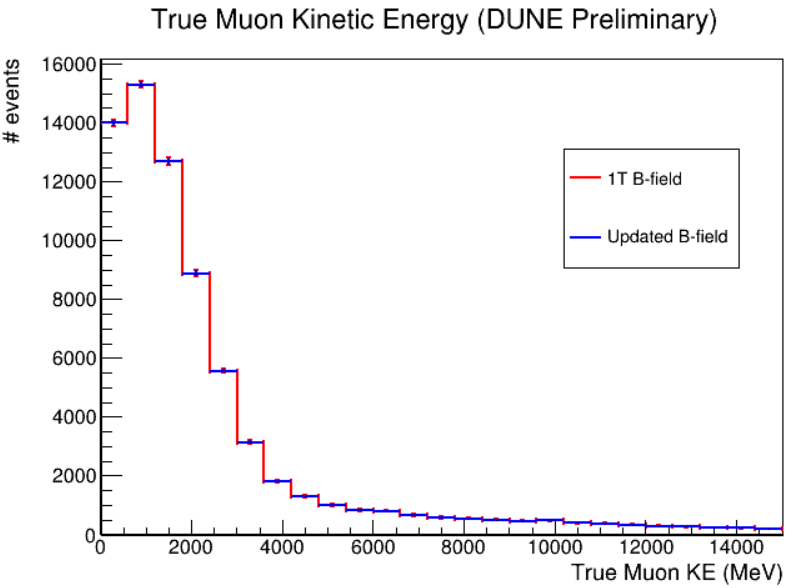 True Muon Kinetic Energy (DUNE Preliminary)
# events
16000
14000
12000
10000
8000
6000
4000
2000
0
1T B-field
Updated B-field
0 2000 4000 6000 8000 10000 12000 14000
True Muon KE (MeV)